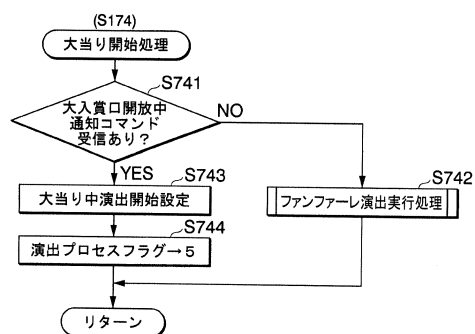 (S174)
大当り開始処理
S741
大入賞口開放中
通知コマンド
受信あり?
NO
YES
S743
大当り中演出開始設定
S742
ファンファーレ演出実行処理
S744
演出プロセスフラグ→5
リターン